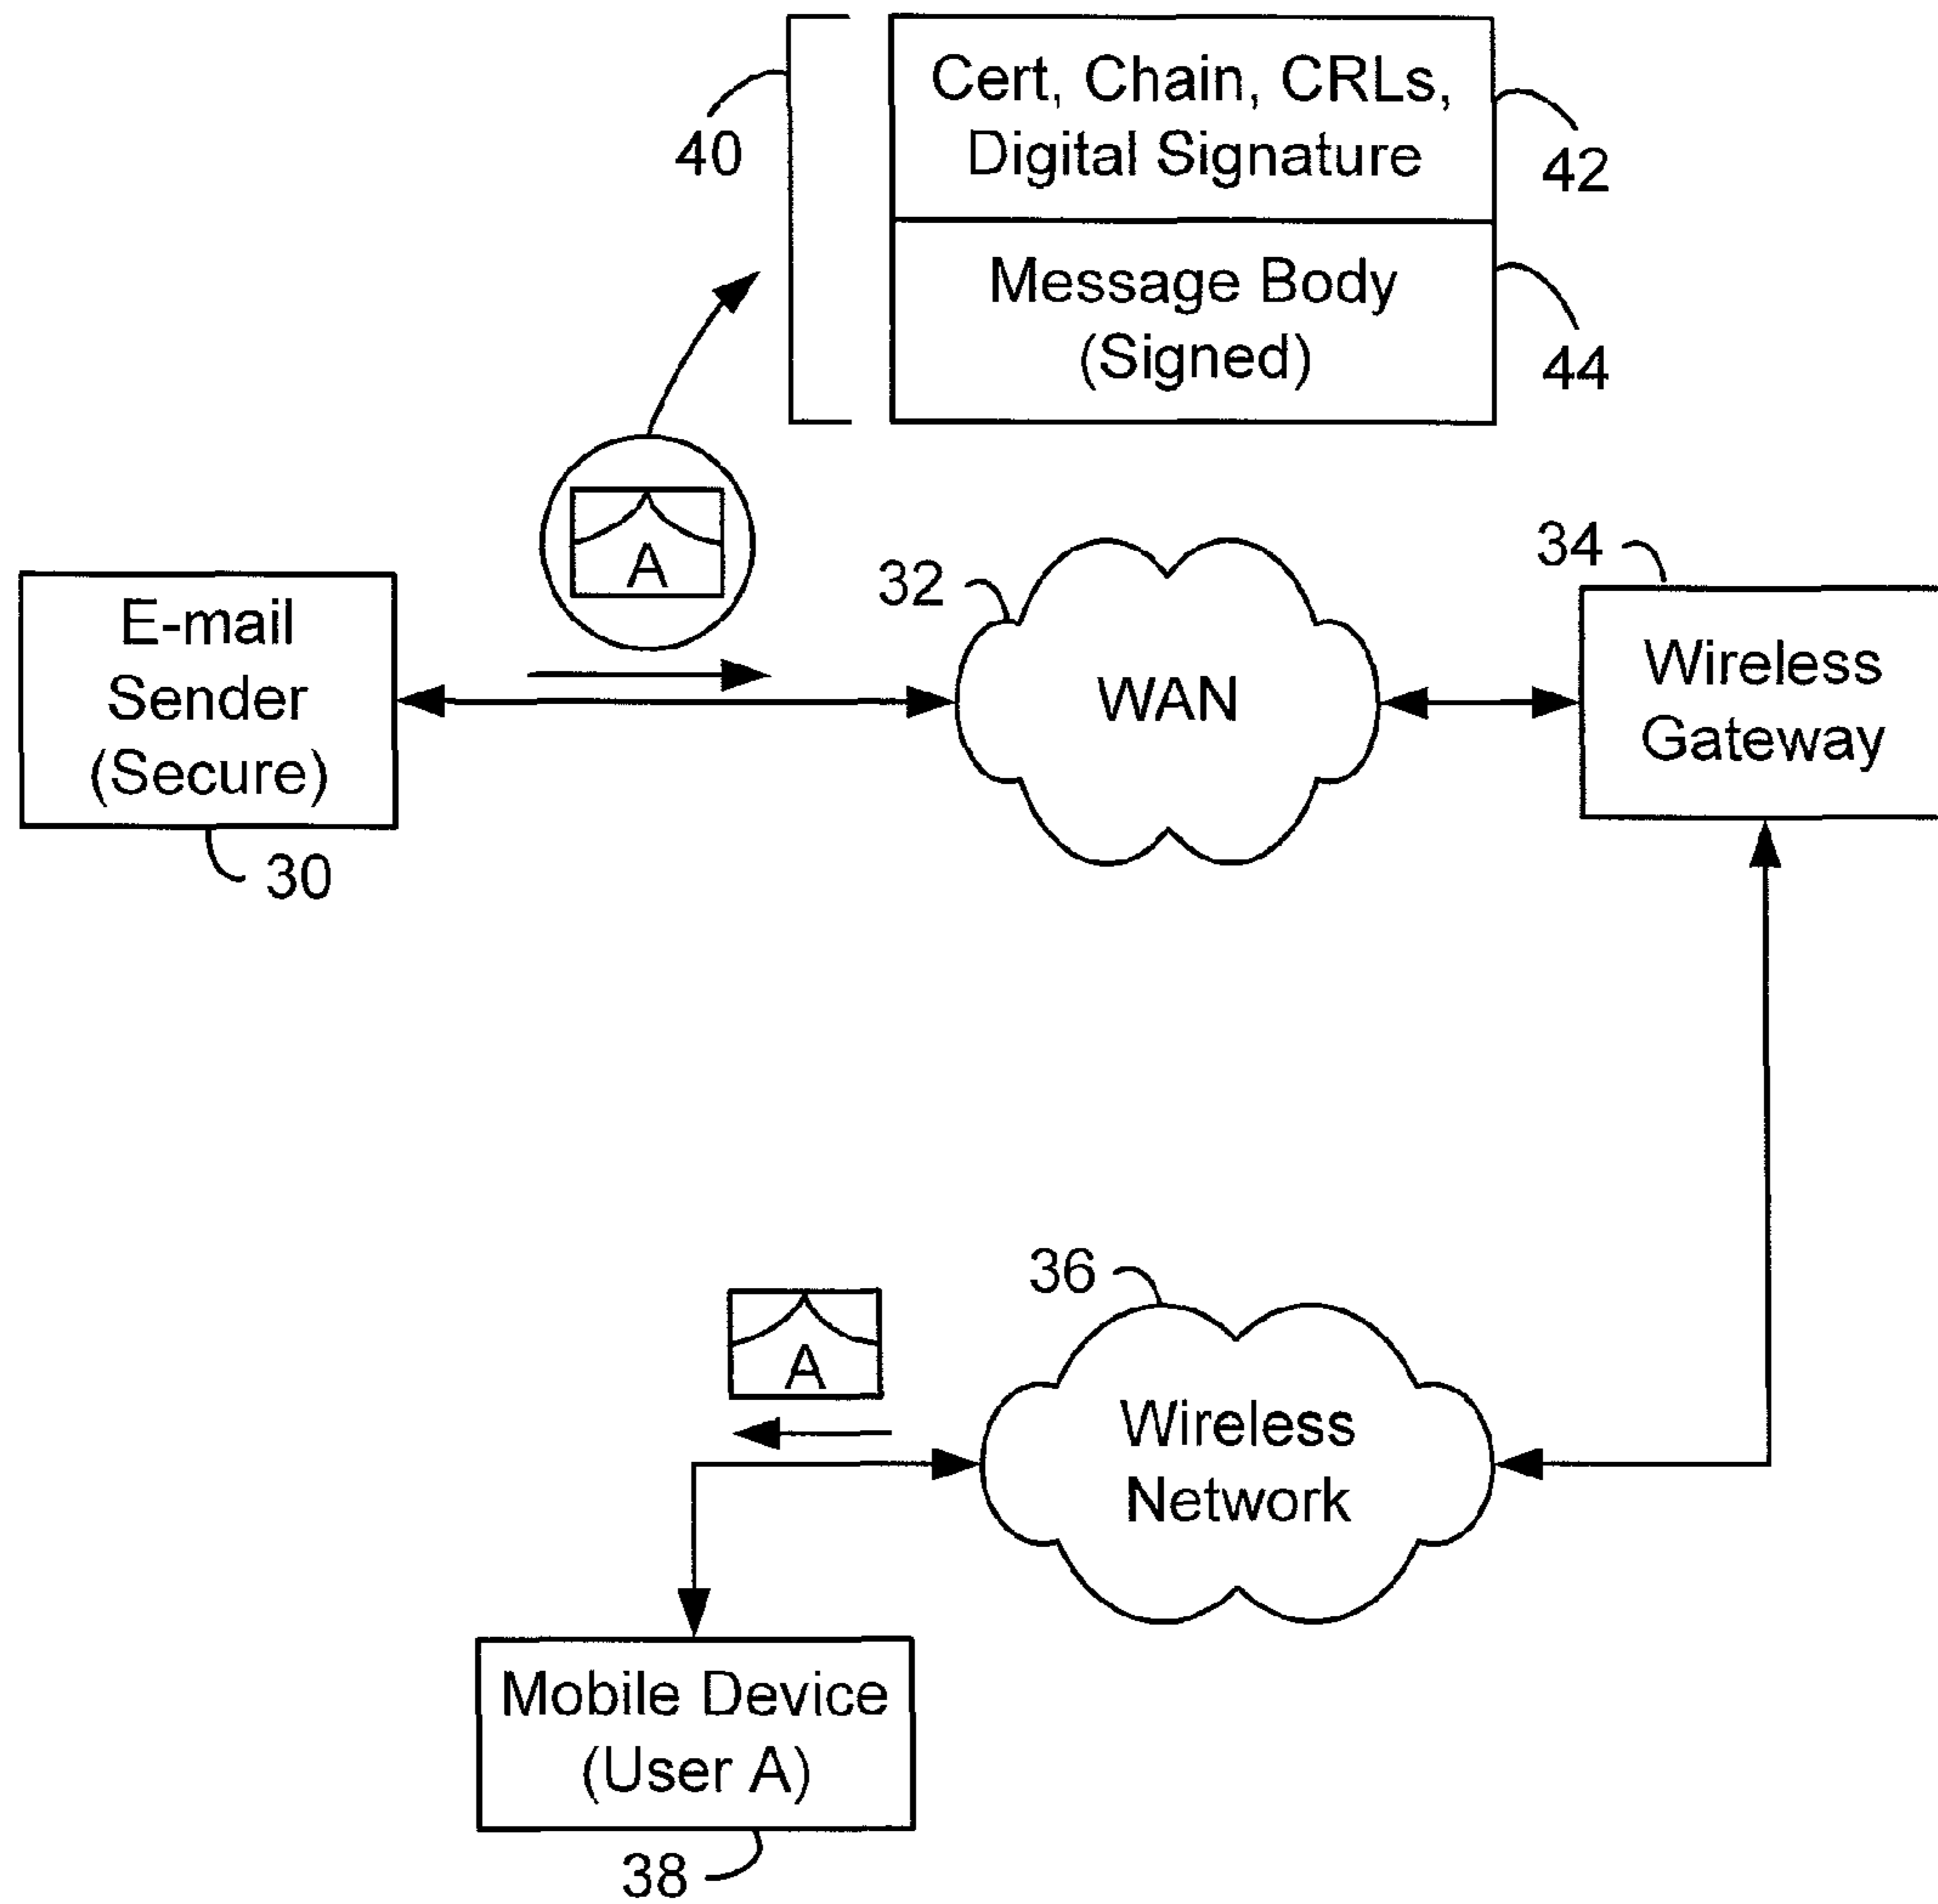 Cert, Chain, CRLs,
Digital Signature
40
42
Message Body
(Signed)
44
A
32
34
E-mail
Sender
(Secure)
WAN
Wireless
Gateway
30
36
A
Wireless
Network
Mobile Device
(User A)
38